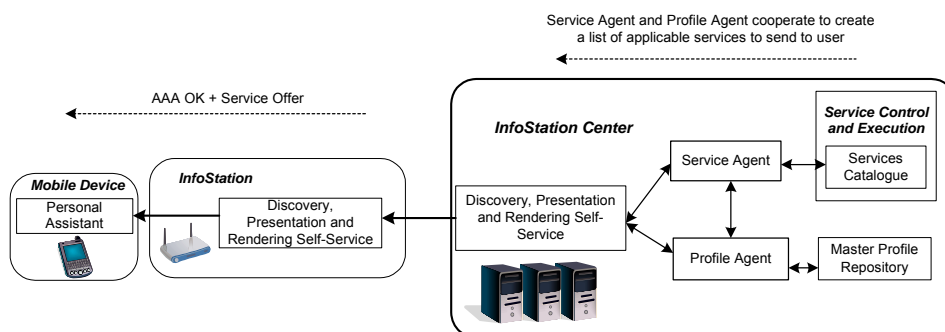 Service Agent and Profile Agent cooperate to create
a list of applicable services to send to user
AAA OK + Service Offer
InfoStation Center
Service Control
and Execution
Services
Catalogue
Service Agent
Mobile Device
Personal
Assistant
InfoStation
Discovery,
Presentation and
Rendering Self-Service
Discovery, Presentation
and Rendering Self-
Service
Profile Agent
Master Profile
Repository